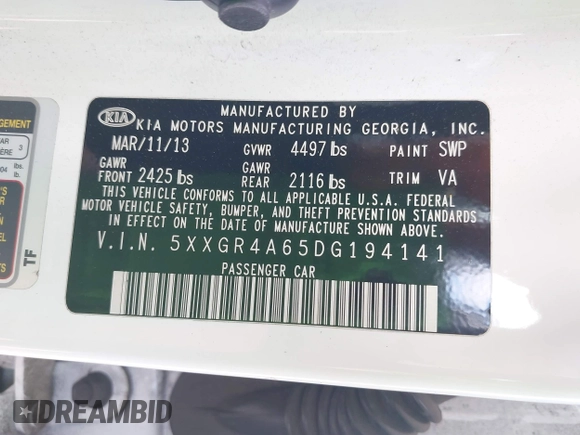 MANUFACTURED BY
KIA KIA MOTORS MANUFACTURING GEORGIA, INC.
MAR/11/13 GVWR 4497 lbs PAINT SWP
GAWR FRONT 2425 lbs GAWR REAR 2116 lbs TRIM VA
THIS VEHICLE CONFORMS TO ALL APPLICABLE U.S.A. FEDERAL
MOTOR VEHICLE SAFETY, BUMPER, AND THEFT PREVENTION
STANDARDS IN EFFECT ON THE DATE OF MANUFACTURE SHOWN ABOVE.
V.I.N. 5XXGR4A65DG194141
PASSENGER CAR
TF
DREAMBID